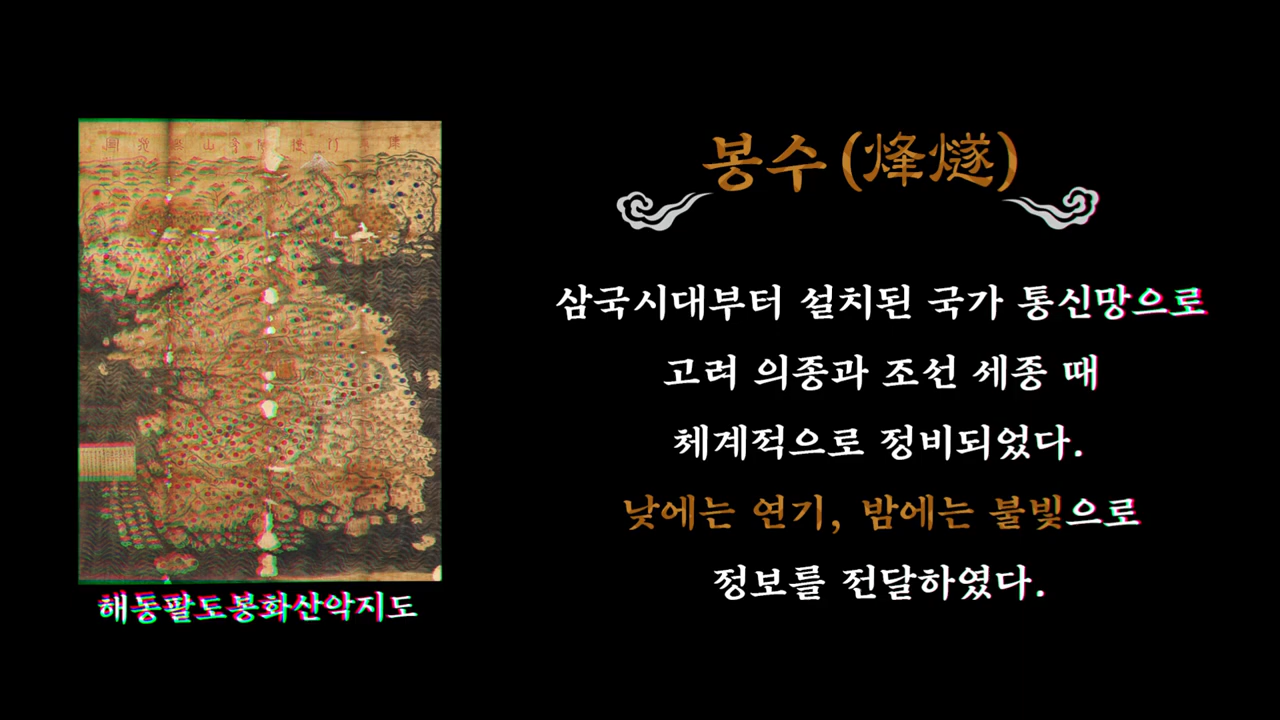 봉수(烽燧)
삼국시대부터 설치된 국가 통신망으로
고려 의종과 조선 세종 때
체계적으로 정비되었다.
낮에는 연기, 밤에는 불빛으로
정보를 전달하였다.
해동팔도봉화산악지도